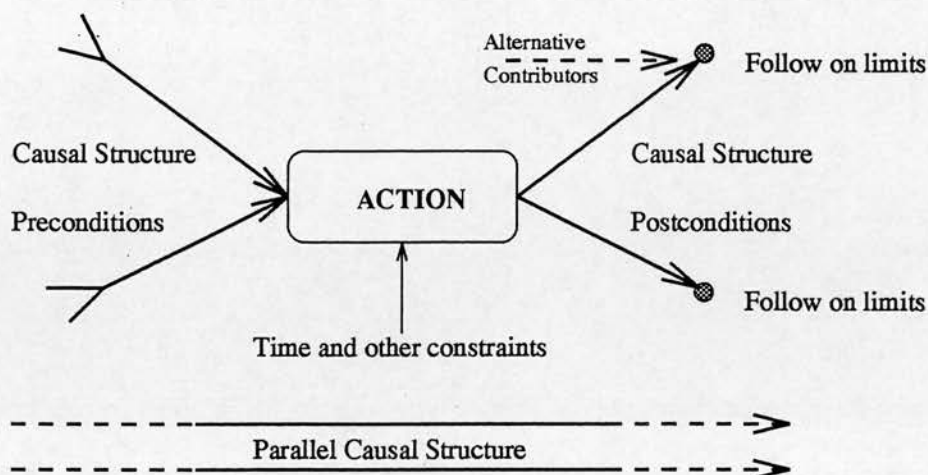 Alternative
Contributors
Follow on limits
Causal Structure
Causal Structure
ACTION
Preconditions
Postconditions
Follow on limits
Time and other constraints
Parallel Causal Structure